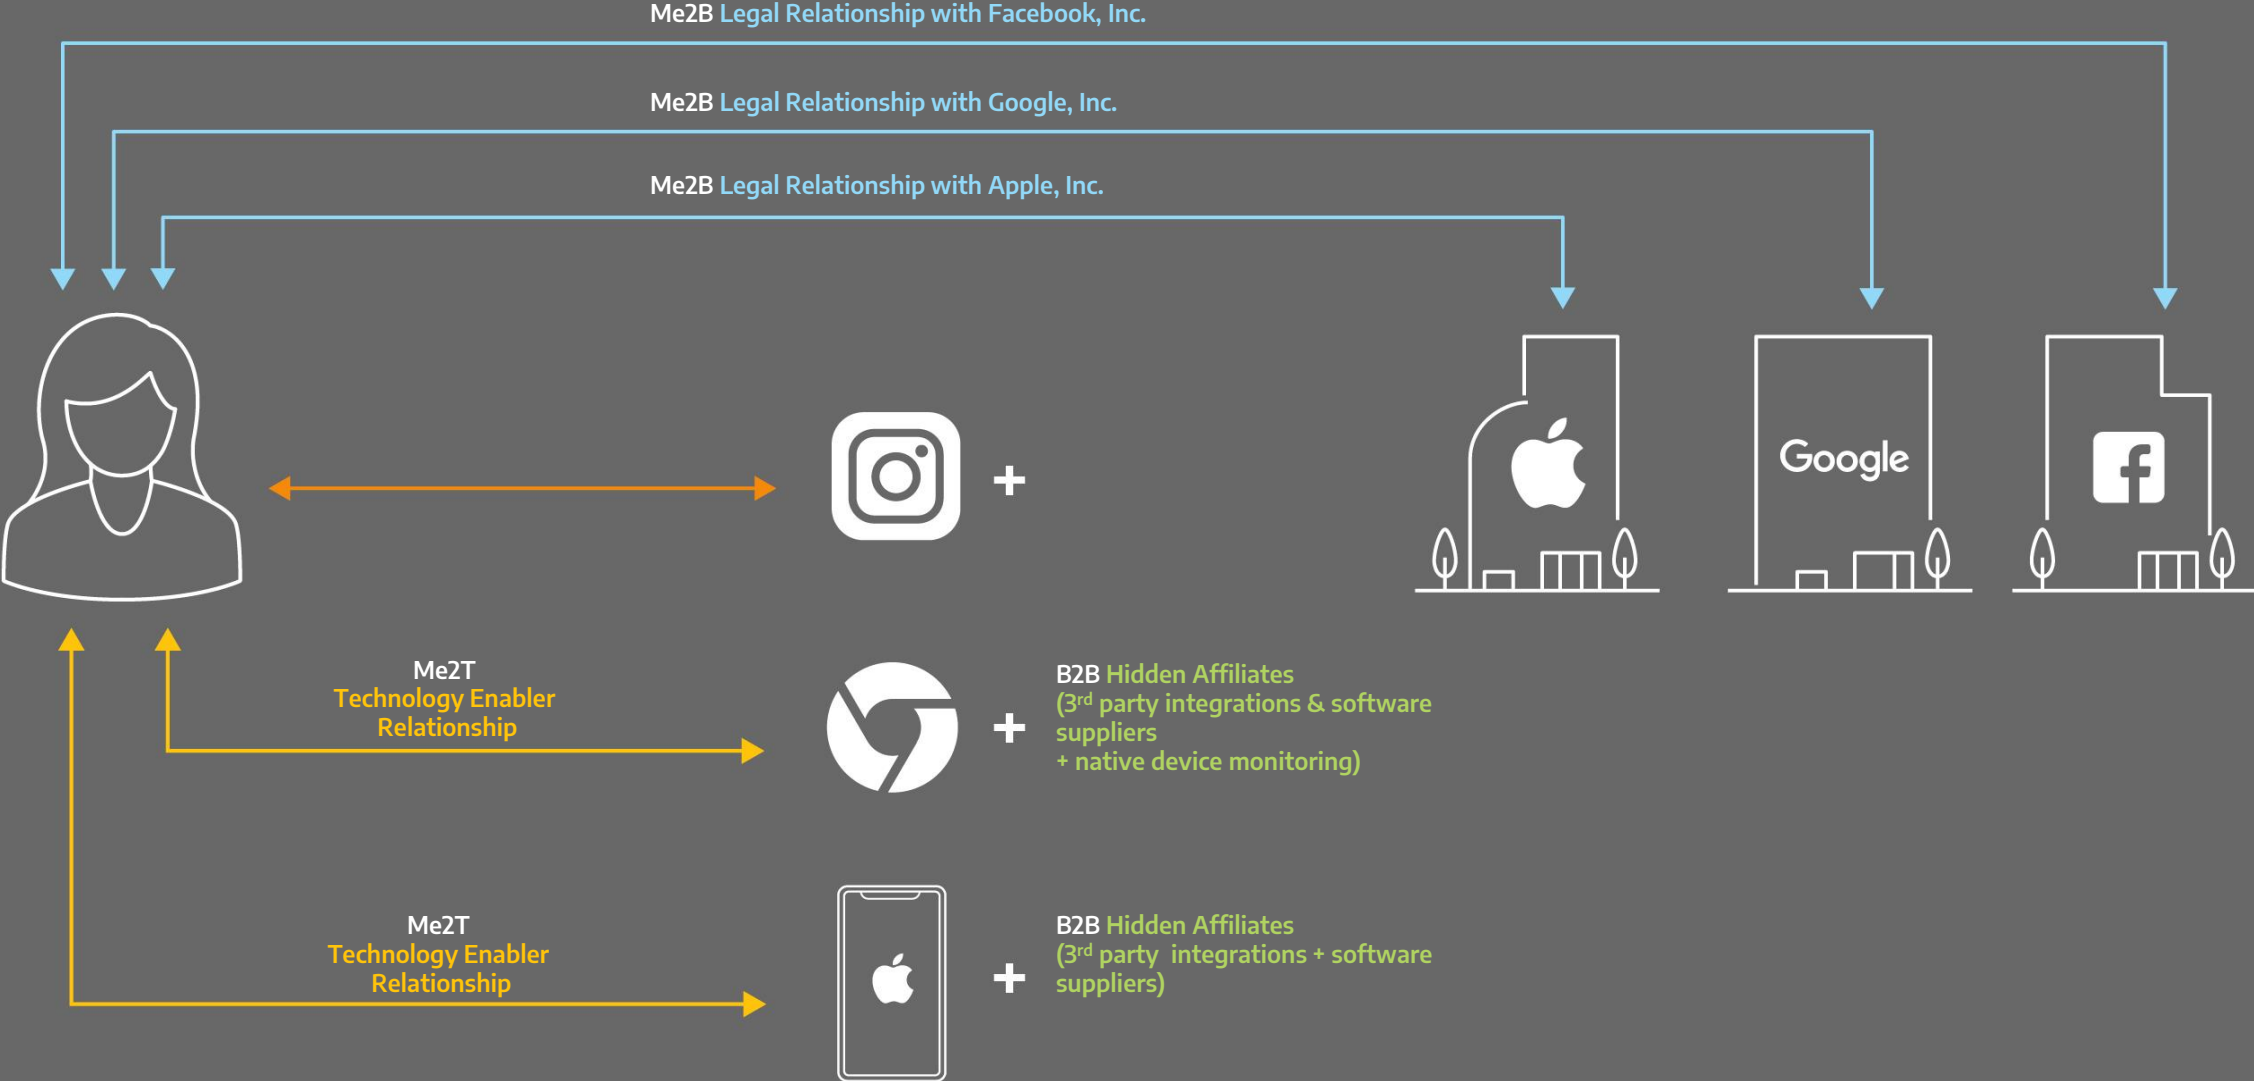 Me2B Legal Relationship with Facebook, Inc.
Me2B Legal Relationship with Google, Inc.
Me2B Legal Relationship with Apple, Inc.
Google
Me2T
Technology Enabler
Relationship
B2B Hidden Affiliates
(3rd party integrations & software
suppliers
+ native device monitoring)
Me2T
Technology Enabler
Relationship
B2B Hidden Affiliates
(3rd party  integrations + software
suppliers)